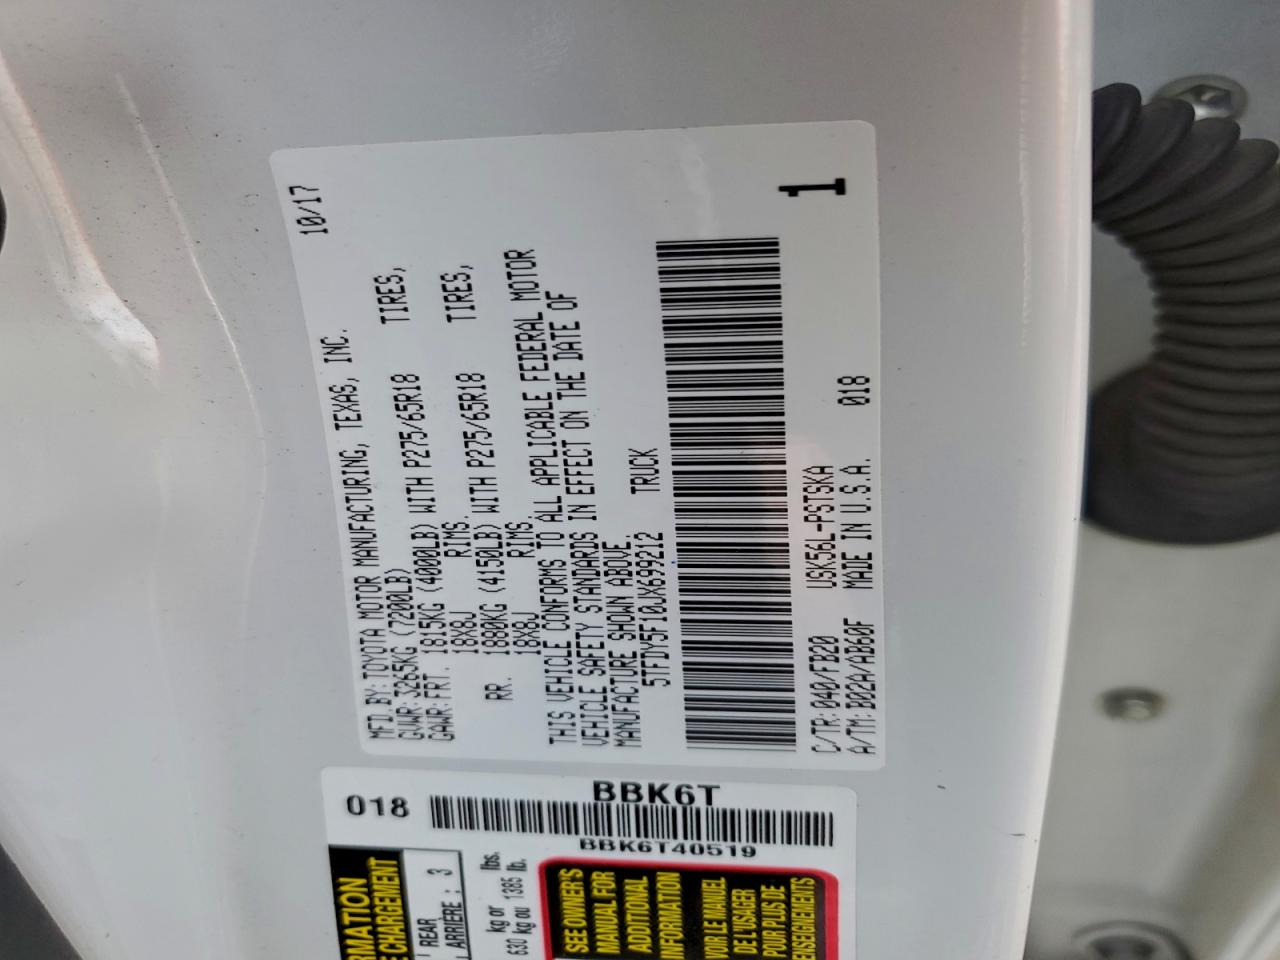 10/17
MFD BY: TOYOTA MOTOR MANUFACTURING, TEXAS, INC.
GVWR: 3265KG (7200LB)
GAWR: FRT. 1815KG (4000LB) WITH P275/65R18 TIRES,
18X8J RIMS.
RR. 1880KG (4150LB) WITH P275/65R18 TIRES,
18X8J RIMS.
THIS VEHICLE CONFORMS TO ALL APPLICABLE FEDERAL MOTOR
VEHICLE SAFETY STANDARDS IN EFFECT ON THE DATE OF
MANUFACTURE SHOWN ABOVE.
5TFDY5F10JX699212 TRUCK
1
C/TR: 040/FB20 USK56L-PSTSKA
A/TM: B02A/AB60F MADE IN U.S.A. 018
018
BBK6T
BBK6T40519
RMATION
E CHARGEMENT
REAR
ARRIÈRE : 3
kg or lbs.
630 kg ou 1385 lb.
SEE OWNER'S
MANUAL FOR
ADDITIONAL
INFORMATION
VOIR LE MANUEL
DE L'USAGER
POUR PLUS DE
ENSEIGNEMENTS